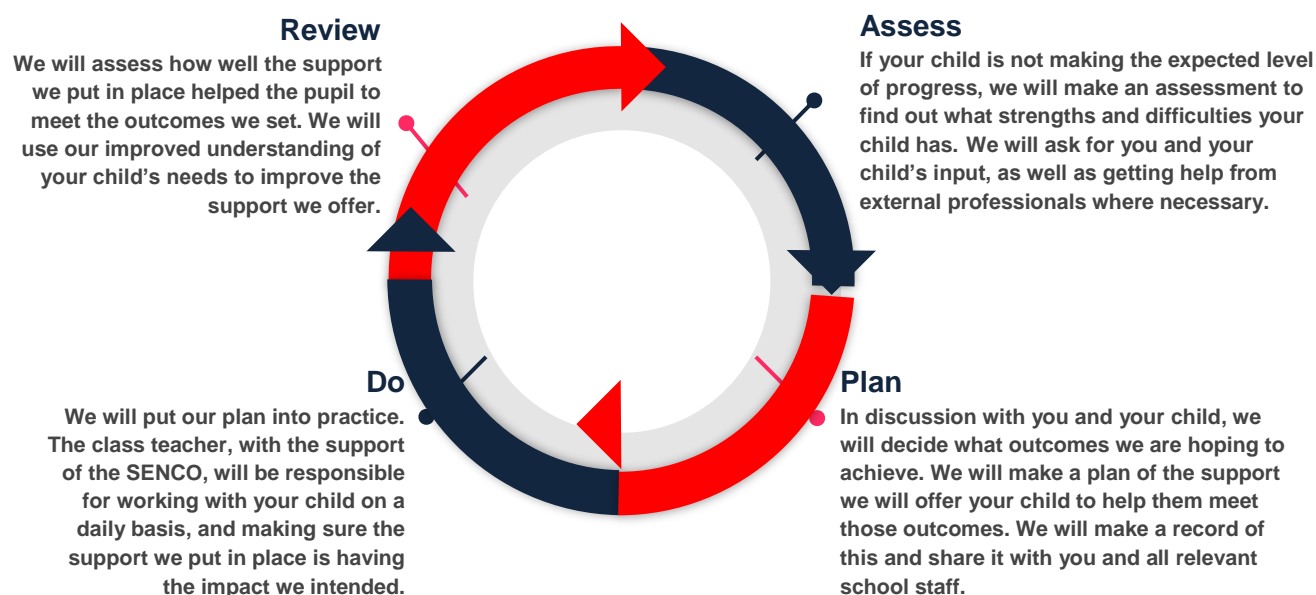 Review
We will assess how well the support
we put in place helped the pupil to
meet the outcomes we set. We will
use our improved understanding of
your child’s needs to improve the
support we offer.
Assess
If your child is not making the expected level
of progress, we will make an assessment to
find out what strengths and difficulties your
child has. We will ask for you and your
child’s input, as well as getting help from
external professionals where necessary.
Do
We will put our plan into practice.
The class teacher, with the support
of the SENCO, will be responsible
for working with your child on a
daily basis, and making sure the
support we put in place is having
the impact we intended.
Plan
In discussion with you and your child, we
will decide what outcomes we are hoping to
achieve. We will make a plan of the support
we will offer your child to help them meet
those outcomes. We will make a record of
this and share it with you and all relevant
school staff.